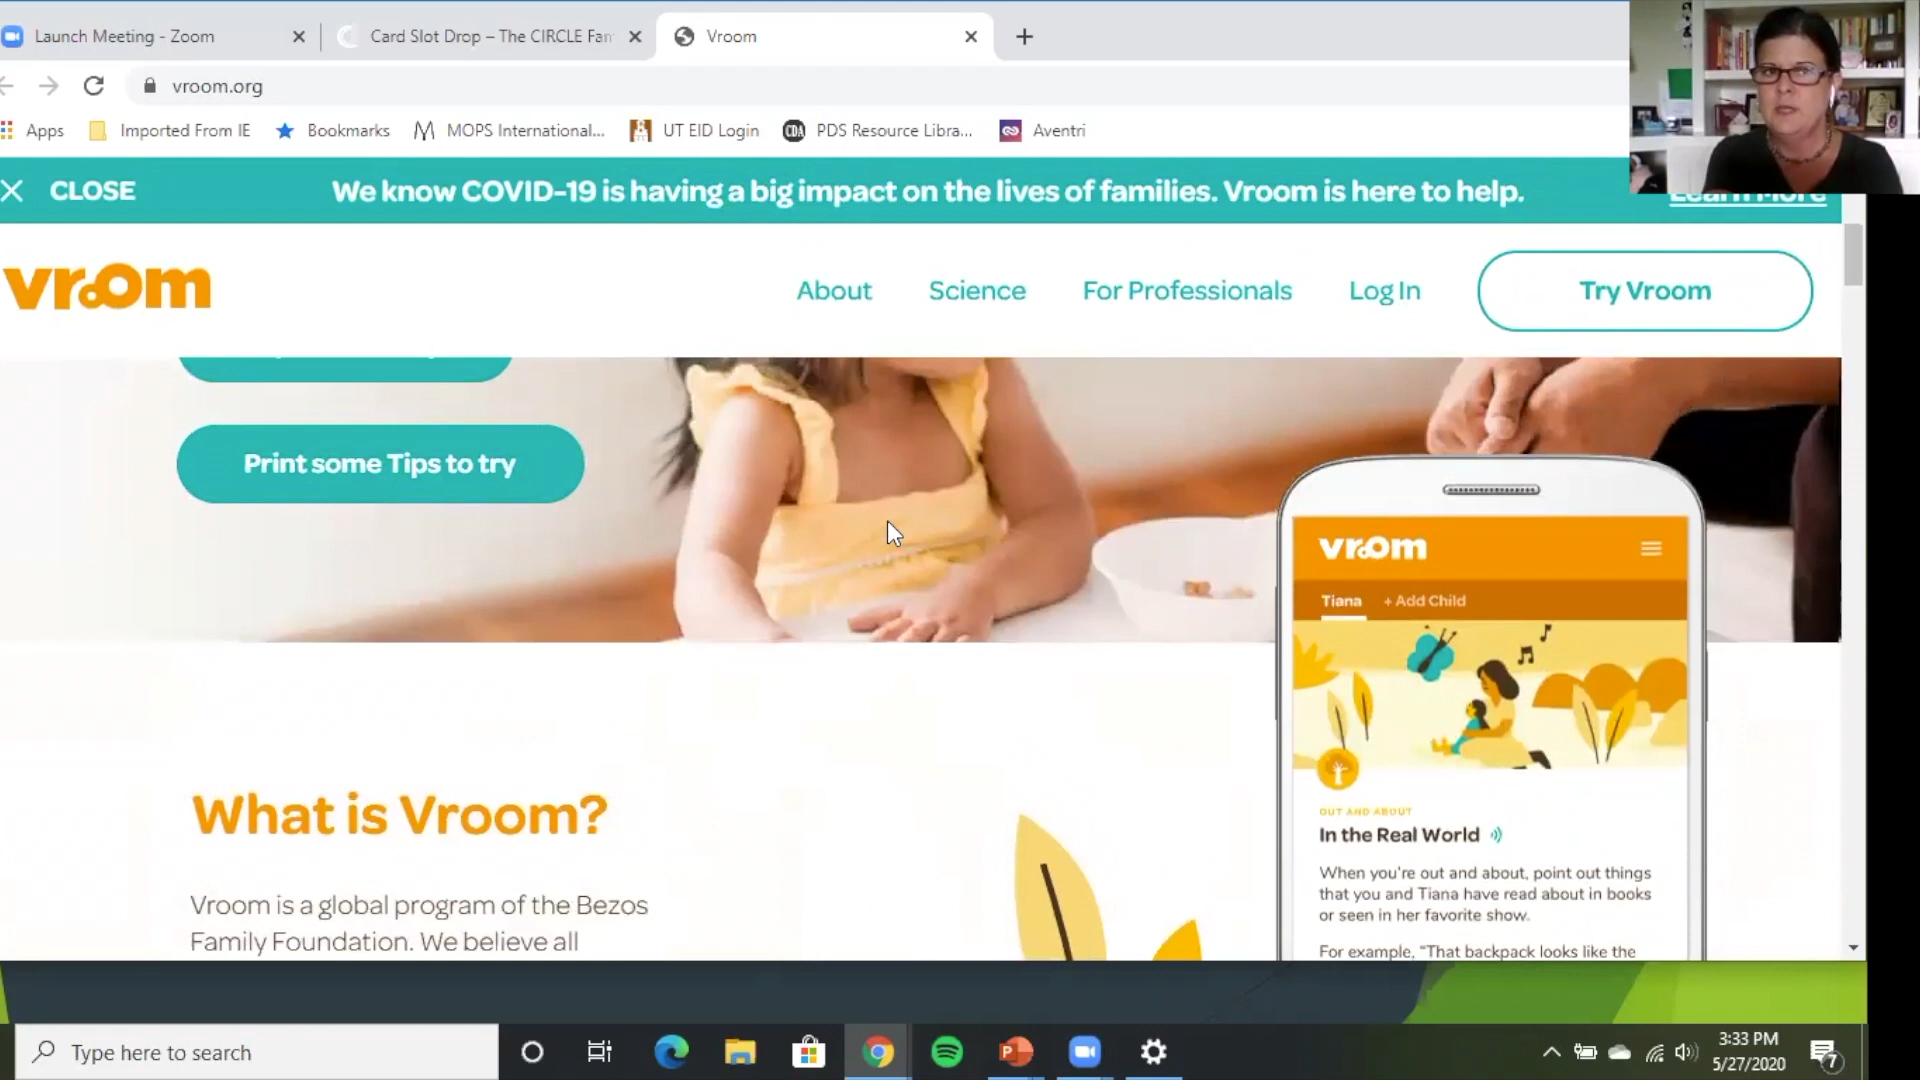 Launch Meeting - Zoom
Card Slot Drop – The CIRCLE Fam
Vroom
vroom.org
Apps
Imported From IE
Bookmarks
MOPS International...
UT EID Login
CDA
PDS Resource Libra...
Aventri
CLOSE
We know COVID-19 is having a big impact on the lives of families. Vroom is here to help.
Learn More
vroom
About
Science
For Professionals
Log In
Try Vroom
Print some Tips to try
vroom
Tiana
+ Add Child
OUT AND ABOUT
In the Real World
When you're out and about, point out things
that you and Tiana have read about in books
or seen in her favorite show.
For example, “That backpack looks like the
What is Vroom?
Vroom is a global program of the Bezos
Family Foundation. We believe all
Type here to search
3:33 PM
5/27/2020
7